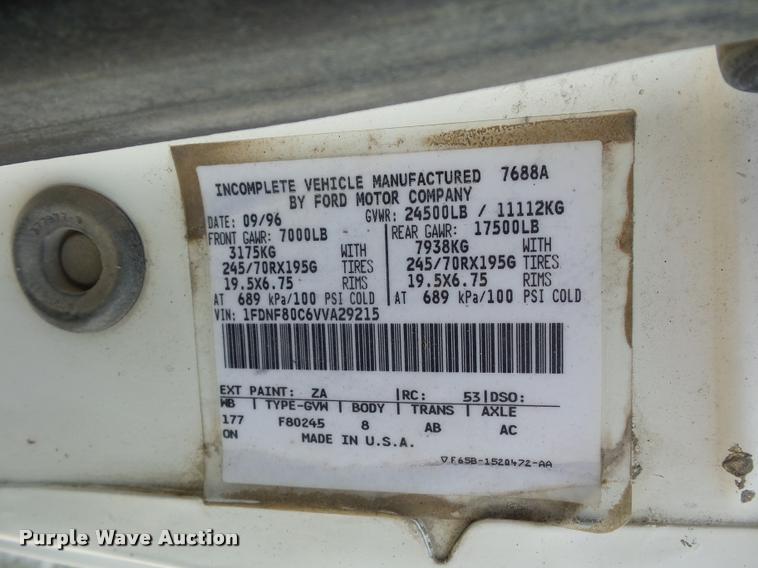 INCOMPLETE VEHICLE MANUFACTURED 7688A
BY FORD MOTOR COMPANY
DATE: 09/96 GVWR: 24500LB / 11112KG
FRONT GAWR: 7000LB REAR GAWR: 17500LB
3175KG WITH 7938KG WITH
245/70RX195G TIRES 245/70RX195G TIRES
19.5X6.75 RIMS 19.5X6.75 RIMS
AT 689 kPa/100 PSI COLD AT 689 kPa/100 PSI COLD
VIN: 1FDNF80C6VVA29215
EXT PAINT: ZA RC: 53 DSO:
WB TYPE-GVW BODY TRANS AXLE
177 F80245 8 AB AC
ON MADE IN U.S.A.
F65B-1520472-AA
Purple Wave Auction